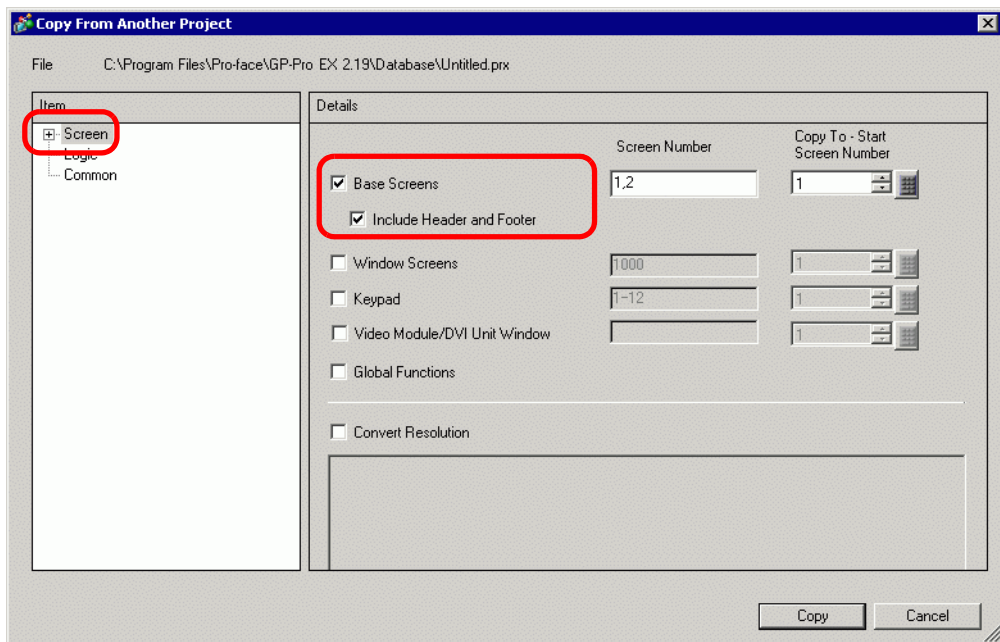 Copy From Another Project
File C:\Program Files\Pro-face\GP-Pro EX 2.19\Database\Untitled.prx
Item
Screen
Logic
Common
Details
Screen Number
Copy To - Start
Screen Number
Base Screens 1,2 1
Include Header and Footer
Window Screens 1000 1
Keypad 1-12 1
Video Module/DVI Unit Window 1
Global Functions
Convert Resolution
Copy Cancel